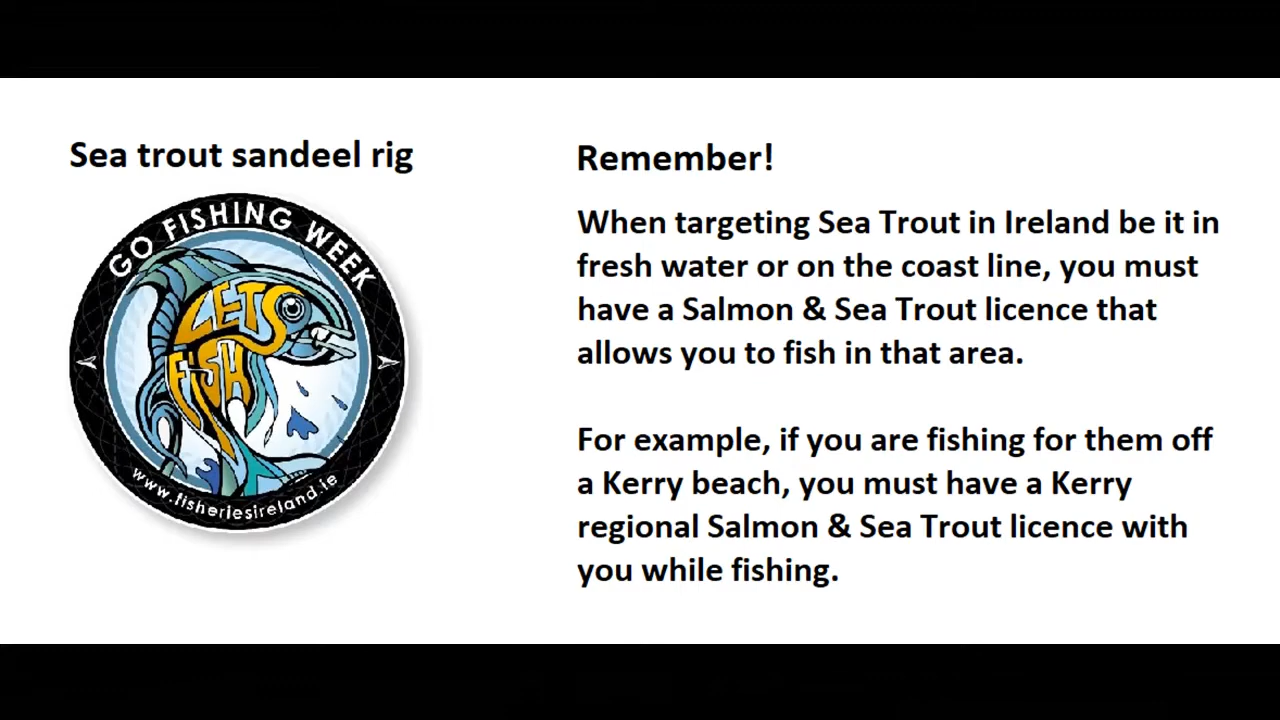 Sea trout sandeel rig
GO FISHING WEEK
LETS
FISH
www.fisheriesireland.ie
Remember!
When targeting Sea Trout in Ireland be it in
fresh water or on the coast line, you must
have a Salmon & Sea Trout licence that
allows you to fish in that area.
For example, if you are fishing for them off
a Kerry beach, you must have a Kerry
regional Salmon & Sea Trout licence with
you while fishing.